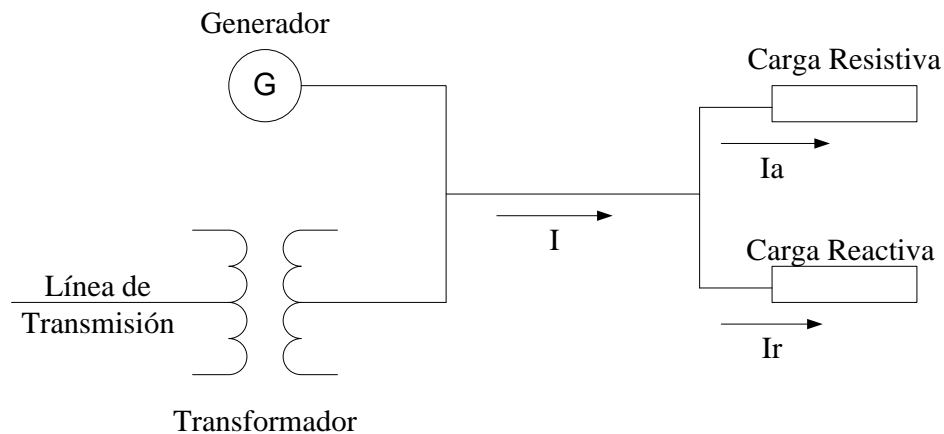 Generador
G
Carga Resistiva
Ia
I
Carga Reactiva
Ir
Línea de
Transmisión
Transformador